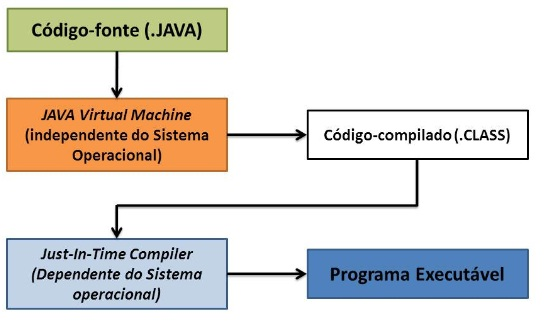 Código-fonte (.JAVA)
JAVA Virtual Machine
(independente do Sistema
Operacional)
Código-compilado (.CLASS)
Just-In-Time Compiler
(Dependente do Sistema
operacional)
Programa Executável